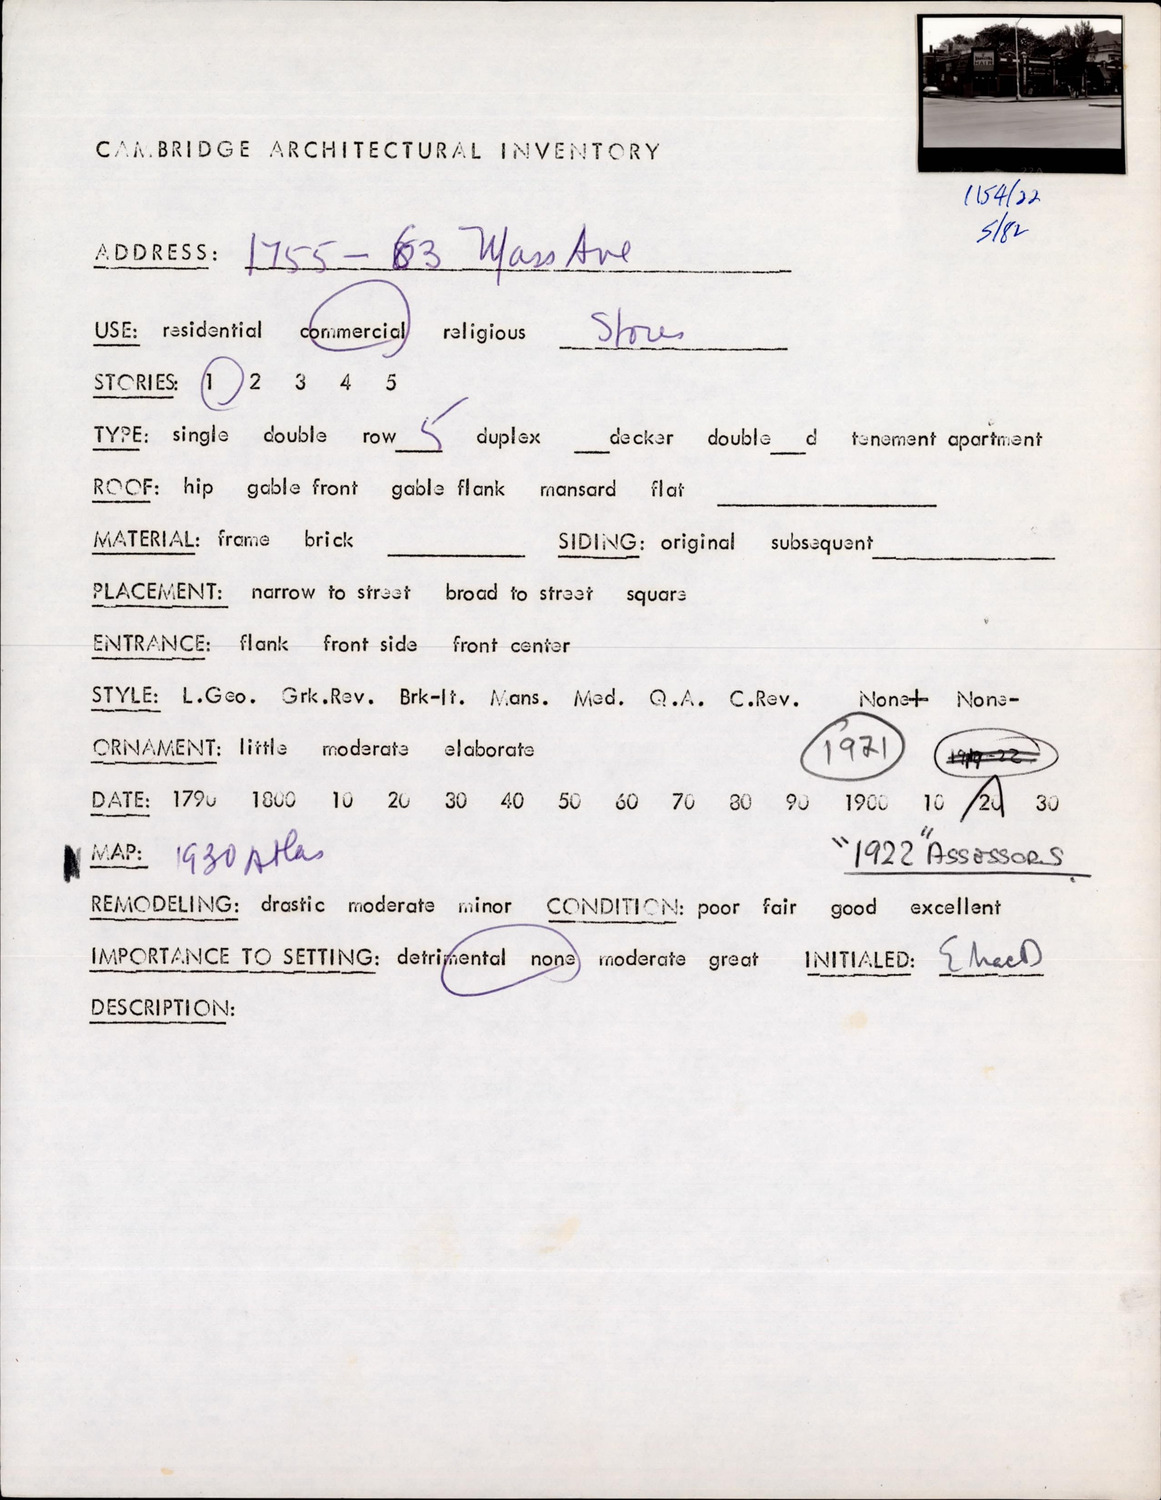 CAMBRIDGE ARCHITECTURAL INVENTORY
1154/22
5/82
ADDRESS: 1755-63 Mass Ave
USE: residential commercial religious Stores
STORIES: 1 2 3 4 5
TYPE: single double row 5 duplex decker double d tenement apartment
ROOF: hip gable front gable flank mansard flat
MATERIAL: frame brick SIDING: original subsequent
PLACEMENT: narrow to street broad to street square
ENTRANCE: flank front side front center
STYLE: L.Geo. Grk.Rev. Brk-It. Mans. Med. Q.A. C.Rev. None+ None-
ORNAMENT: little moderate elaborate 1921
DATE: 1790 1800 10 20 30 40 50 60 70 80 90 1900 10 20 30
MAP: 1930 Atlas "1922" ASSESSORS
REMODELING: drastic moderate minor CONDITION: poor fair good excellent
IMPORTANCE TO SETTING: detrimental none moderate great INITIALED: E MacD
DESCRIPTION: